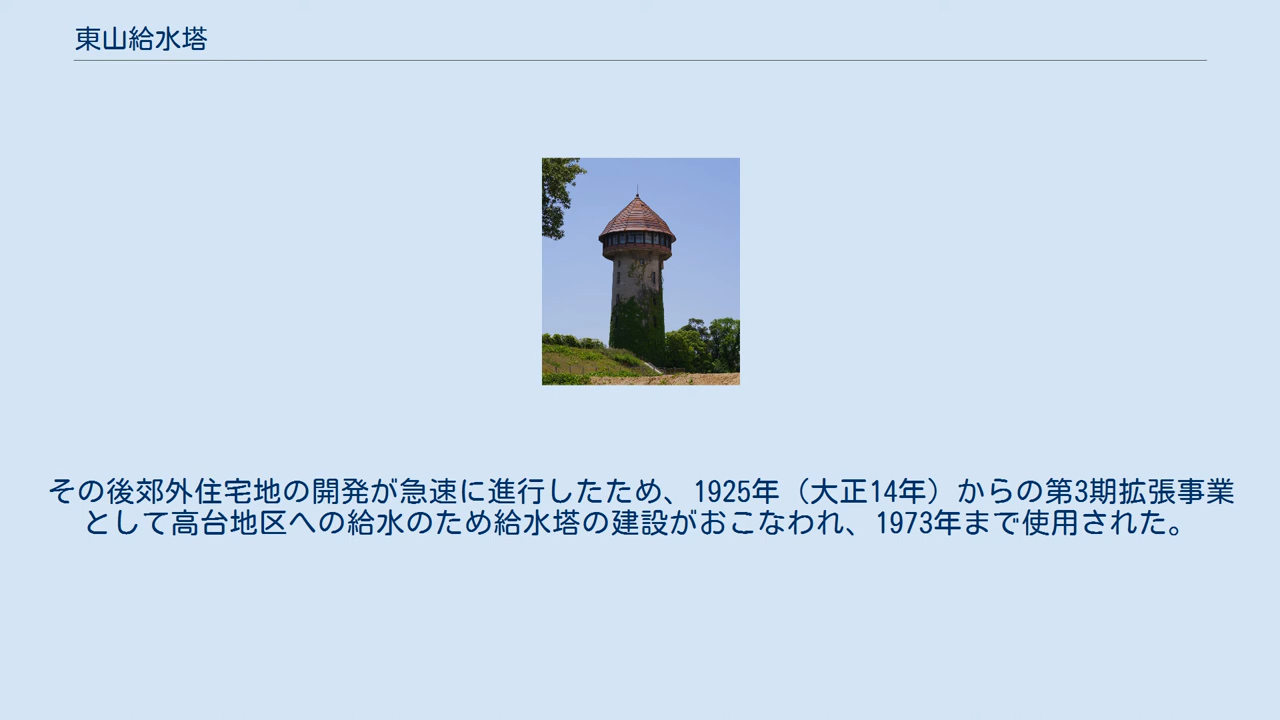 東山給水塔
その後郊外住宅地の開発が急速に進行したため、1925年（大正14年）からの第3期拡張事業
として高台地区への給水のため給水塔の建設がおこなわれ、1973年まで使用された。